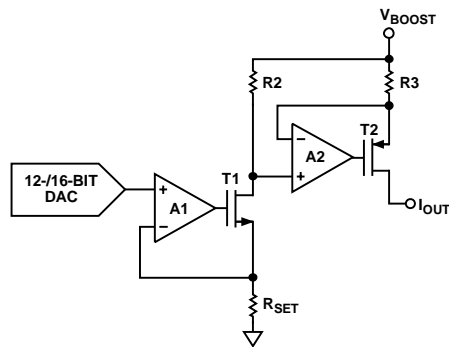 VBOOST
R2
R3
T2
A2
T1
12-/16-BIT
DAC
A1
IOUT
RSET